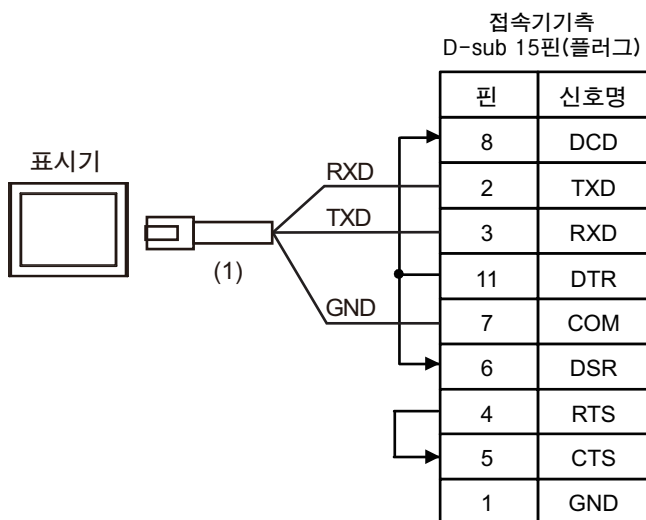 접속기기측
D-sub 15핀(플러그)
핀 신호명
8 DCD
표시기
RXD
2 TXD
TXD
3 RXD
(1)
11 DTR
GND
7 COM
6 DSR
4 RTS
5 CTS
1 GND